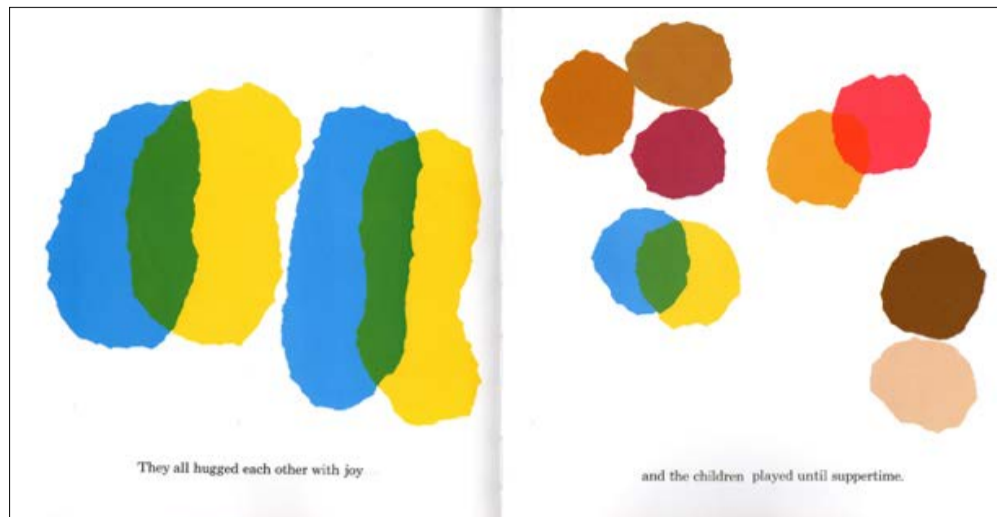 They all hugged each other with joy
and the children played until suppertime.